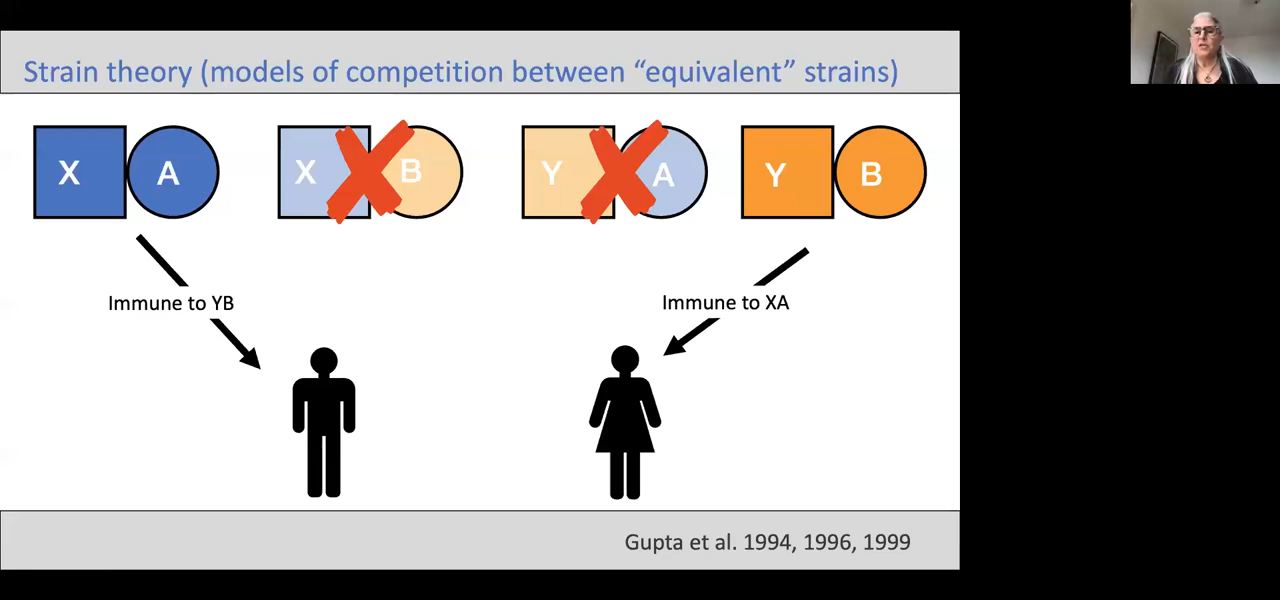 Strain theory (models of competition between “equivalent” strains)
X A X B Y A Y B
Immune to YB
Immune to XA
Gupta et al. 1994, 1996, 1999